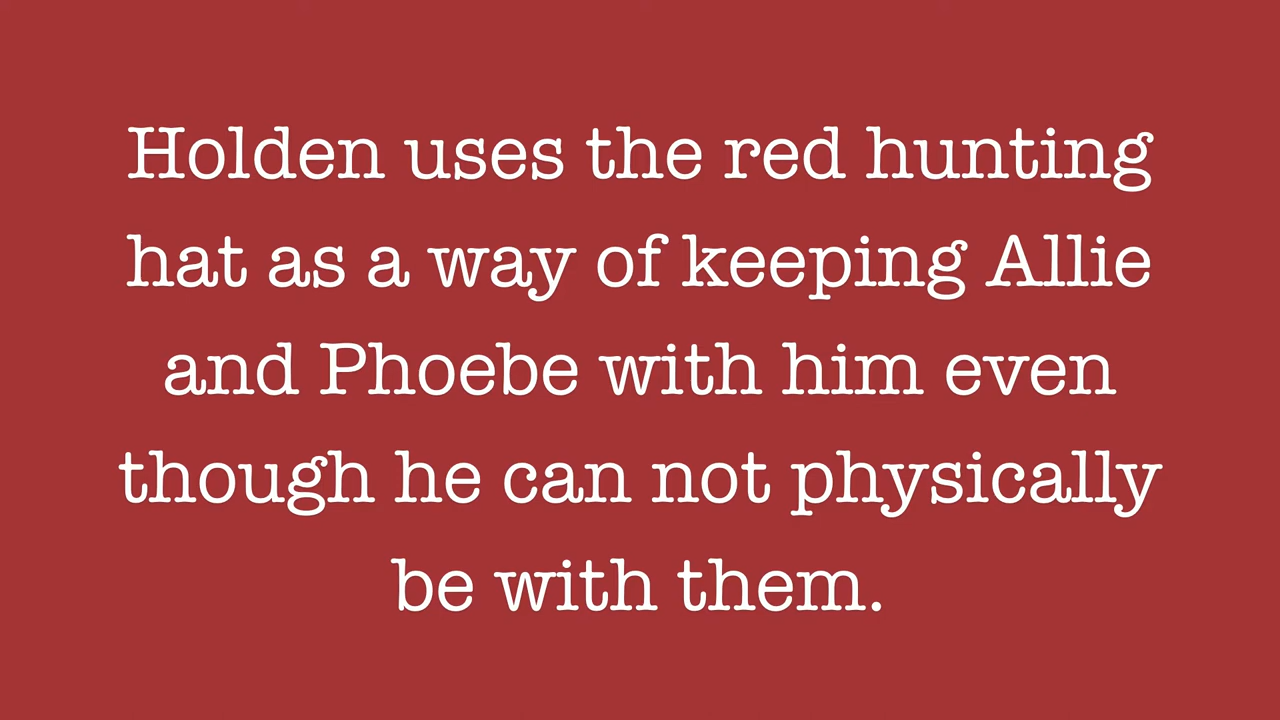 Holden uses the red hunting
hat as a way of keeping Allie
and Phoebe with him even
though he can not physically
be with them.